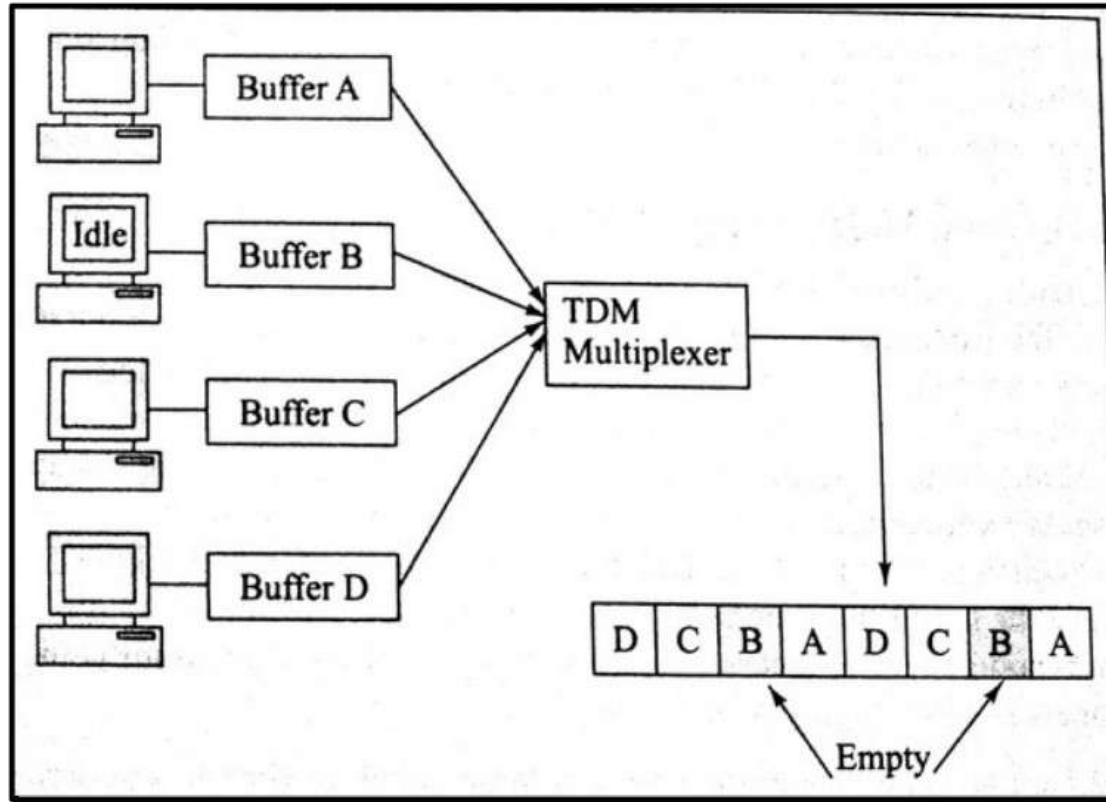 Buffer A
Idle
Buffer B
TDM
Multiplexer
Buffer C
Buffer D
D C B A D C B A
Empty